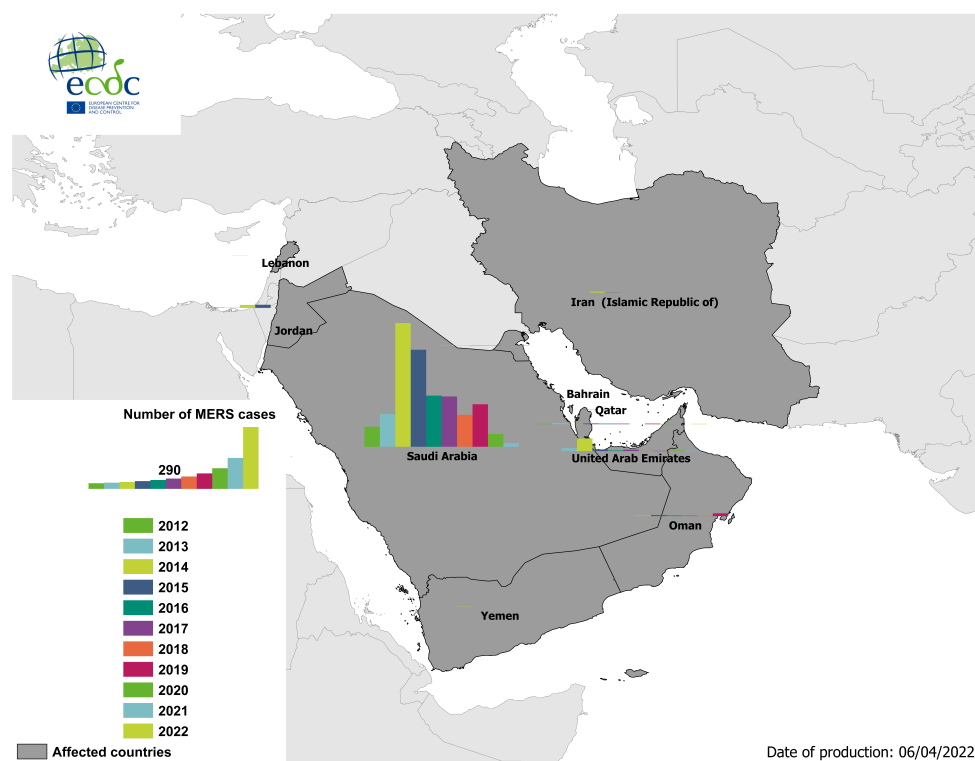 ecdc
EUROPEAN CENTRE FOR
DISEASE PREVENTION
AND CONTROL
Lebanon
Iran (Islamic Republic of)
Jordan
Bahrain
Qatar
Saudi Arabia
United Arab Emirates
Oman
Yemen
Number of MERS cases
290
2012
2013
2014
2015
2016
2017
2018
2019
2020
2021
2022
Affected countries
Date of production: 06/04/2022